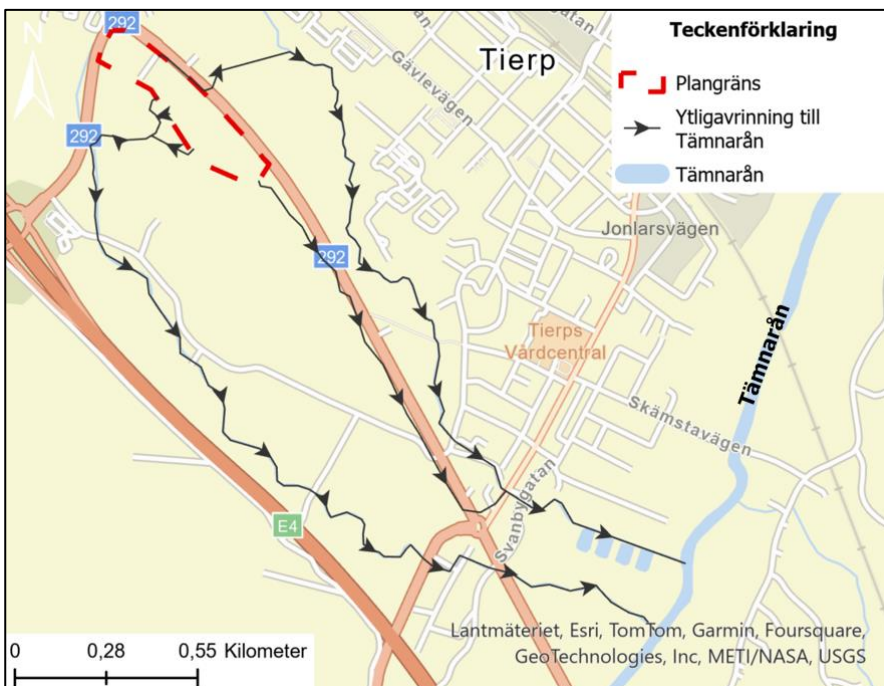 292
N
Tierp
Gävlevägen
292
292
Jonlarsvägen
Tierps
Vårdcentral
Skämstavägen
Svanbygatan
E4
Tämnarån
Teckenförklaring
Plangräns
Ytligavrinning till
Tämnarån
Tämnarån
0 0,28 0,55 Kilometer
Lantmäteriet, Esri, TomTom, Garmin, Foursquare,
GeoTechnologies, Inc, METI/NASA, USGS